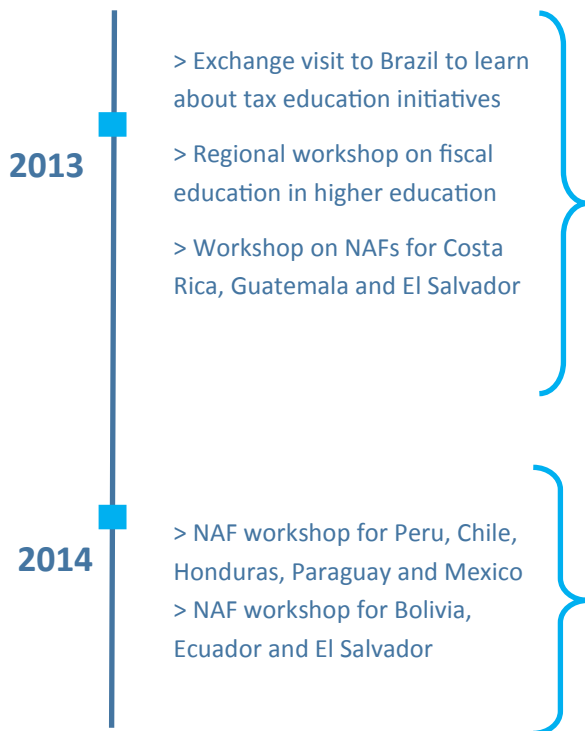 2013
> Exchange visit to Brazil to learn
about tax education initiatives
> Regional workshop on fiscal
education in higher education
> Workshop on NAFs for Costa
Rica, Guatemala and El Salvador
2014
> NAF workshop for Peru, Chile,
Honduras, Paraguay and Mexico
> NAF workshop for Bolivia,
Ecuador and El Salvador